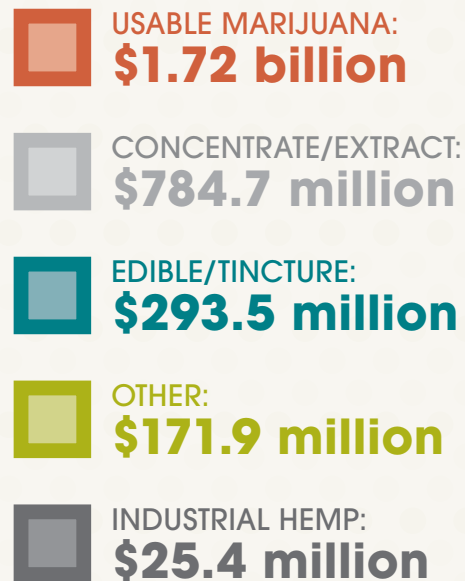 USABLE MARIJUANA:
$1.72 billion
CONCENTRATE/EXTRACT:
$784.7 million
EDIBLE/TINCTURE:
$293.5 million
OTHER:
$171.9 million
INDUSTRIAL HEMP:
$25.4 million